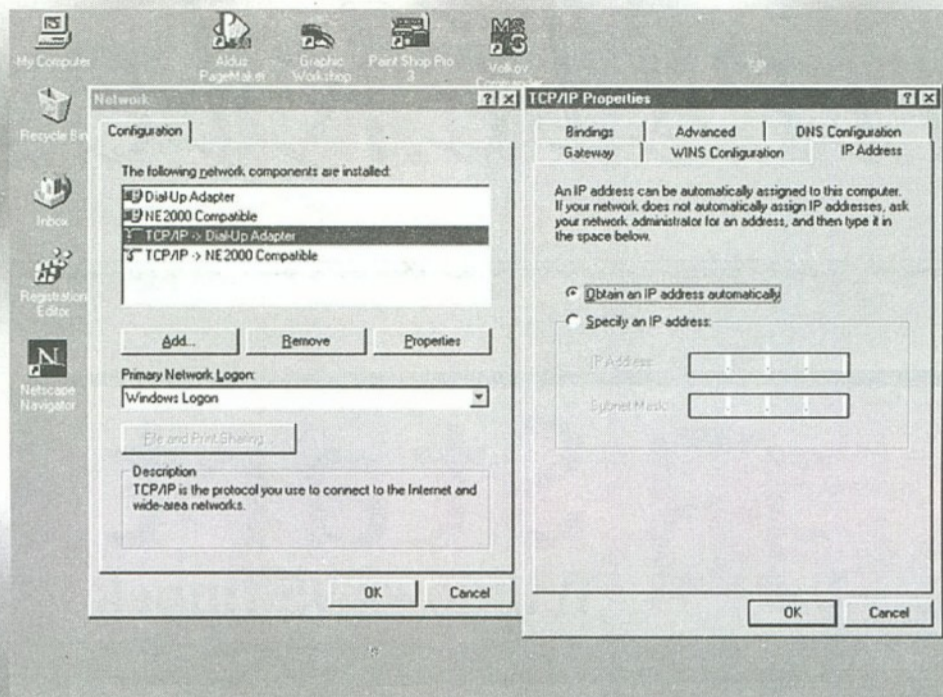 My Computer
Aldus
PageMaker
Graphic
Workshop
Paint Shop Pro
3
Volkov
Commander
Recycle Bin
Inbox
Registration
Editor
Netscape
Navigator
Network
Configuration
The following network components are installed:
Dial-Up Adapter
NE2000 Compatible
TCP/IP -> Dial-Up Adapter
TCP/IP -> NE2000 Compatible
Add...
Remove
Properties
Primary Network Logon:
Windows Logon
File and Print Sharing...
Description
TCP/IP is the protocol you use to connect to the Internet and
wide-area networks.
OK
Cancel
TCP/IP Properties
Bindings
Advanced
DNS Configuration
Gateway
WINS Configuration
IP Address
An IP address can be automatically assigned to this computer.
If your network does not automatically assign IP addresses, ask
your network administrator for an address, and then type it in
the space below.
Obtain an IP address automatically
Specify an IP address:
IP Address:
Subnet Mask:
OK
Cancel